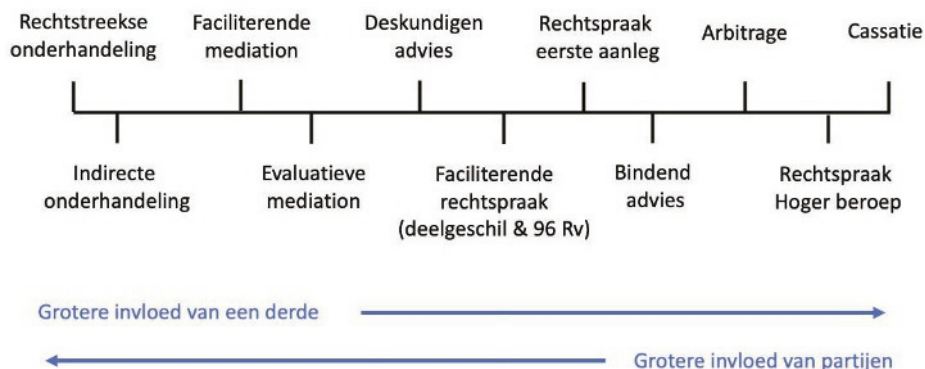 Rechtstreekse
onderhandeling
Faciliterende
mediation
Deskundigen
advies
Rechtspraak
eerste aanleg
Arbitrage
Cassatie
Indirecte
onderhandeling
Evaluatieve
mediation
Faciliterende
rechtspraak
(deelgeschil & 96 Rv)
Bindend
advies
Rechtspraak
Hoger beroep
Grotere invloed van een derde
Grotere invloed van partijen